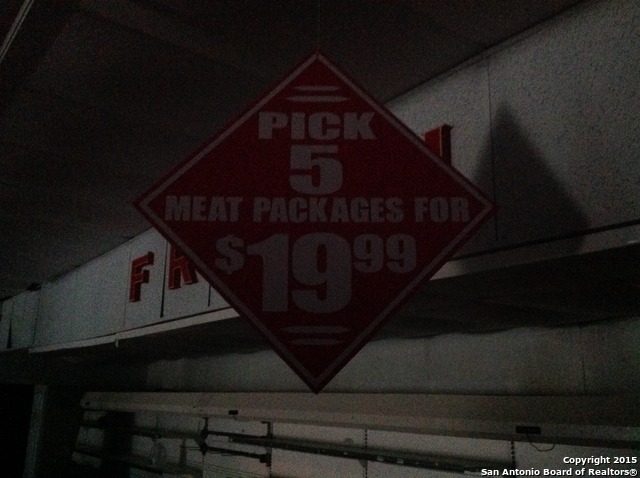 PICK
5
MEAT PACKAGES FOR
$19.99
Copyright 2015
San Antonio Board of Realtors®